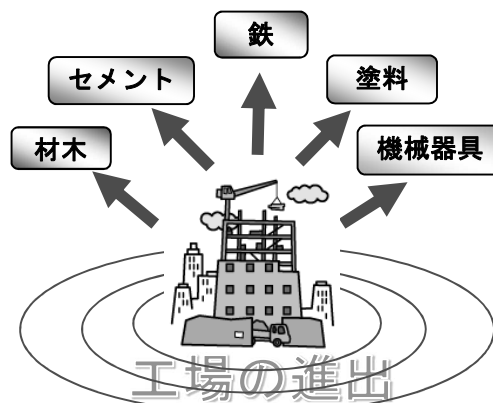 鉄
セメント
塗料
材木
機械器具
工場の進出